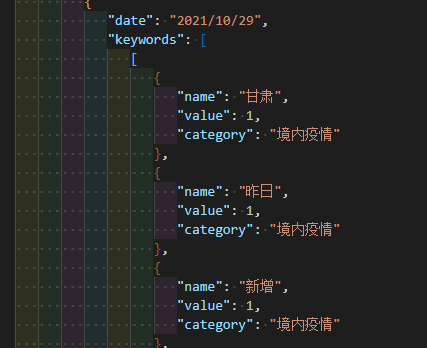 {
"date": "2021/10/29",
"keywords": [
[
{
"name": "甘肃",
"value": 1,
"category": "境内疫情"
},
{
"name": "昨日",
"value": 1,
"category": "境内疫情"
},
{
"name": "新增",
"value": 1,
"category": "境内疫情"
},